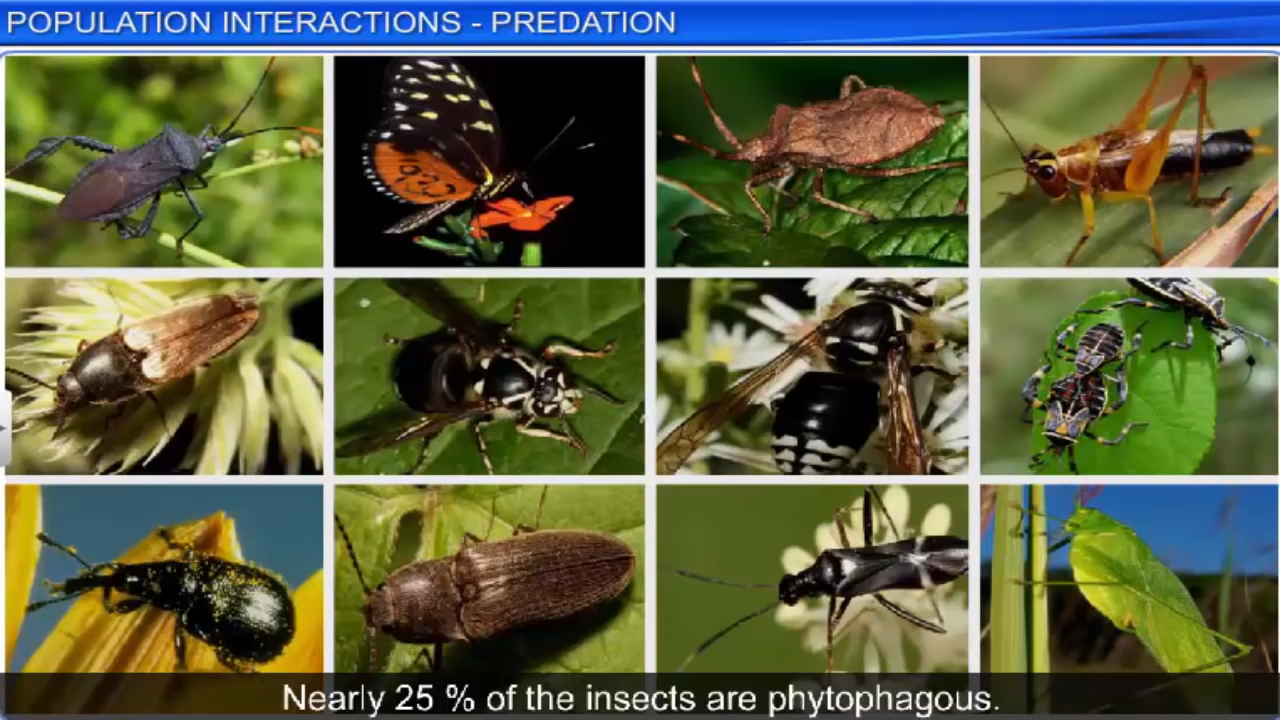 POPULATION INTERACTIONS - PREDATION
Nearly 25 % of the insects are phytophagous.